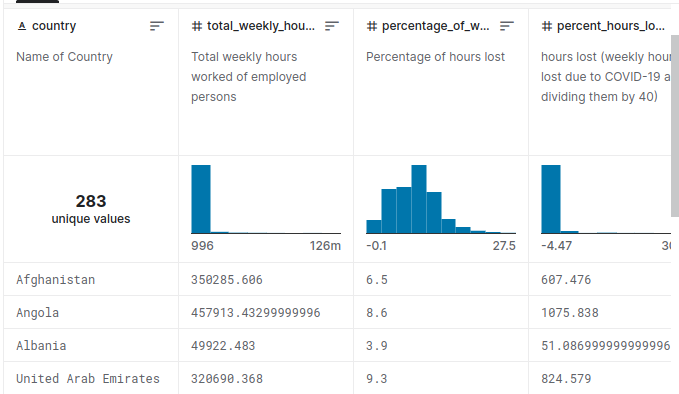 country
total_weekly_hou...
percentage_of_w...
percent_hours_lo...
Name of Country
Total weekly hours
worked of employed
persons
Percentage of hours lost
hours lost (weekly hour
lost due to COVID-19 a
dividing them by 40)
283
unique values
996 126m
-0.1 27.5
-4.47
Afghanistan 350285.606 6.5 607.476
Angola 457913.43299999996 8.6 1075.838
Albania 49922.483 3.9 51.086999999999996
United Arab Emirates 320690.368 9.3 824.579